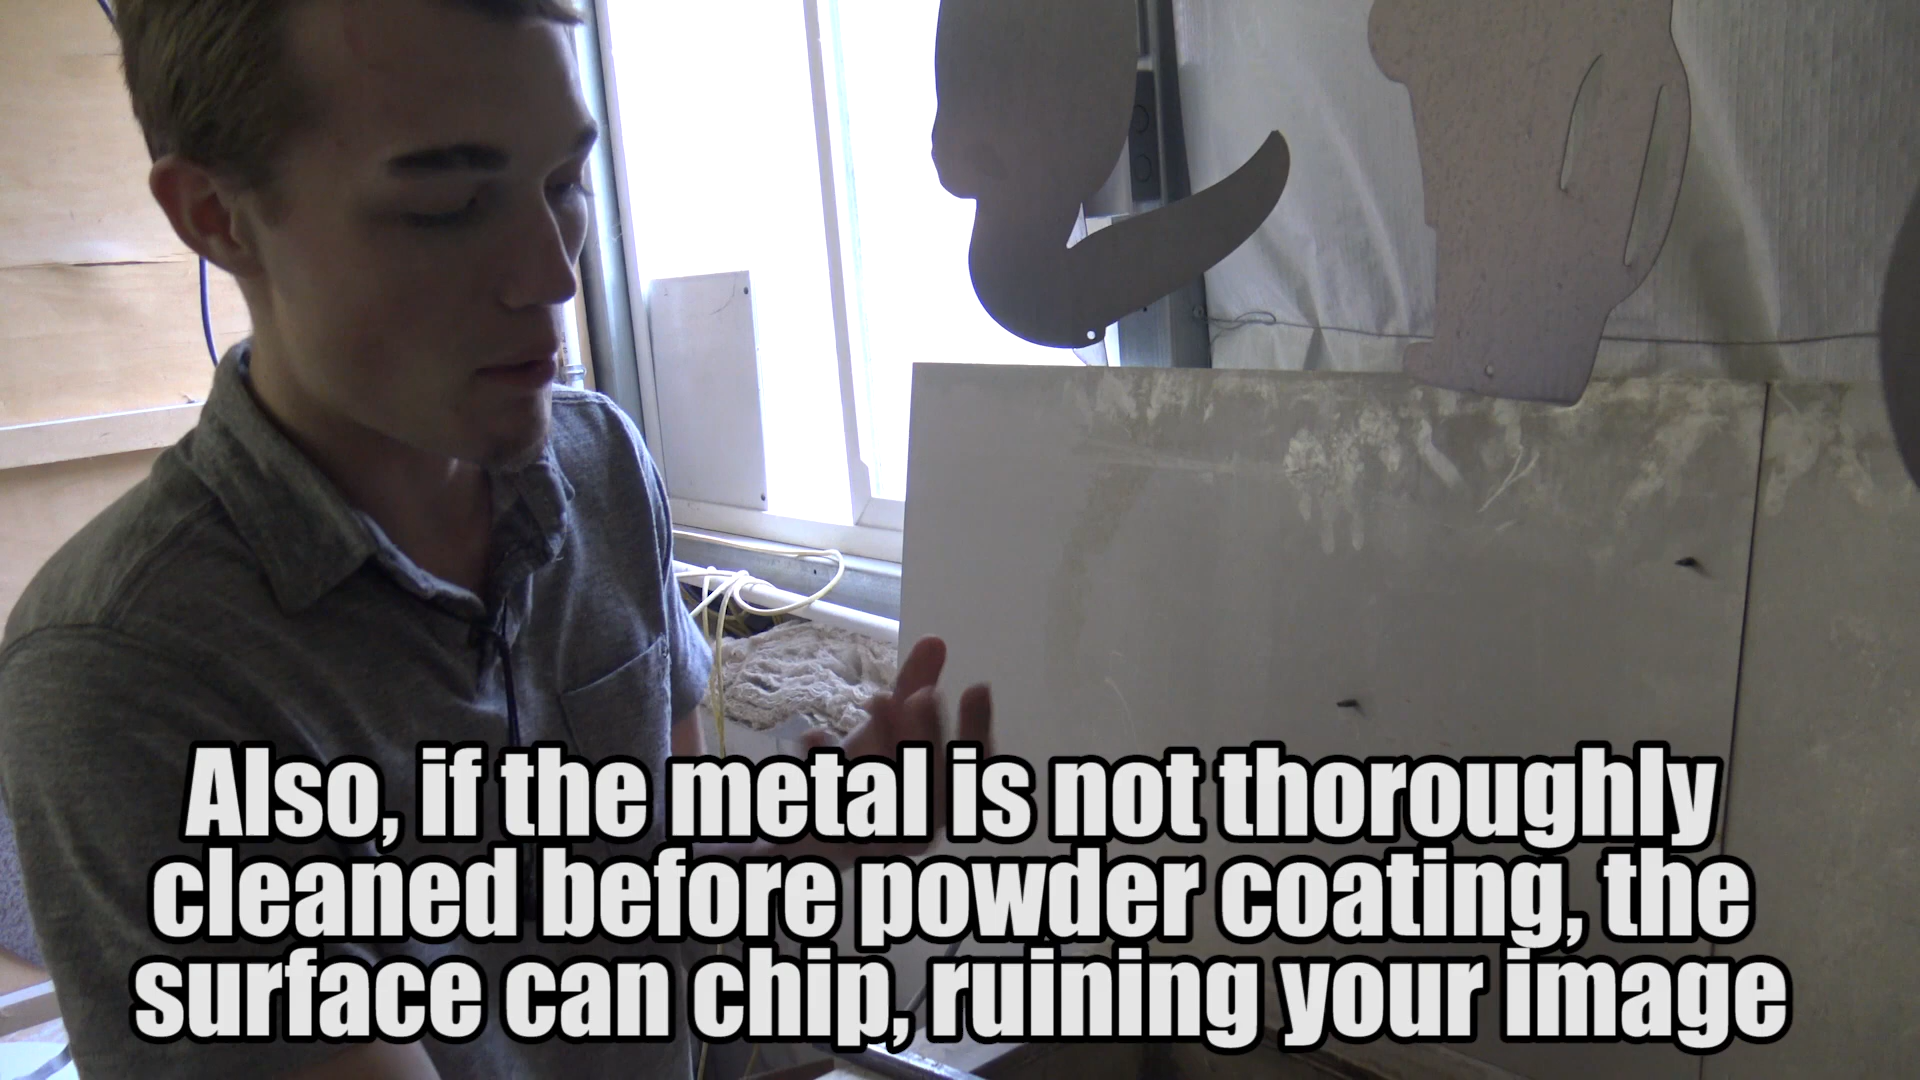 Also, if the metal is not thoroughly
cleaned before powder coating, the
surface can chip, ruining your image